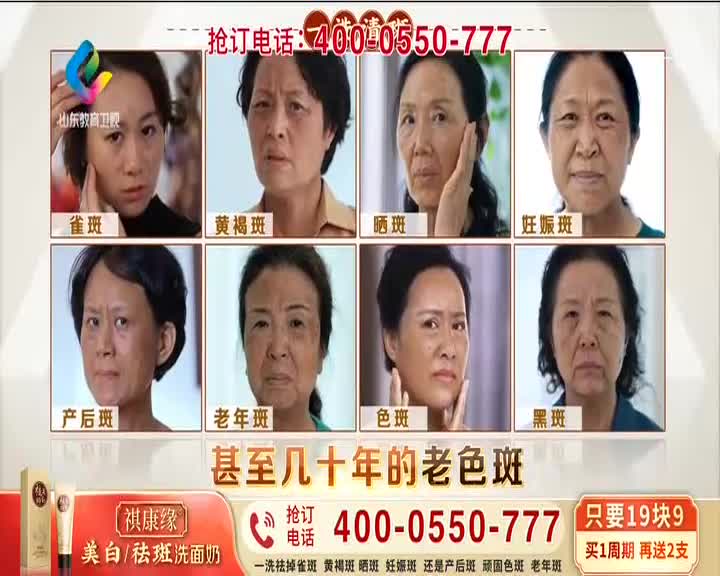 一洗清斑
抢订电话：400-0550-777
山东教育卫视
雀斑
黄褐斑
晒斑
妊娠斑
产后斑
老年斑
色斑
黑斑
甚至几十年的老色斑
祺康缘
美白/祛斑洗面奶
抢订电话
400-0550-777
只要19块9
买1周期 再送2支
一洗祛掉雀斑 黄褐斑 晒斑 妊娠斑 还是产后斑 顽固色斑 老年斑